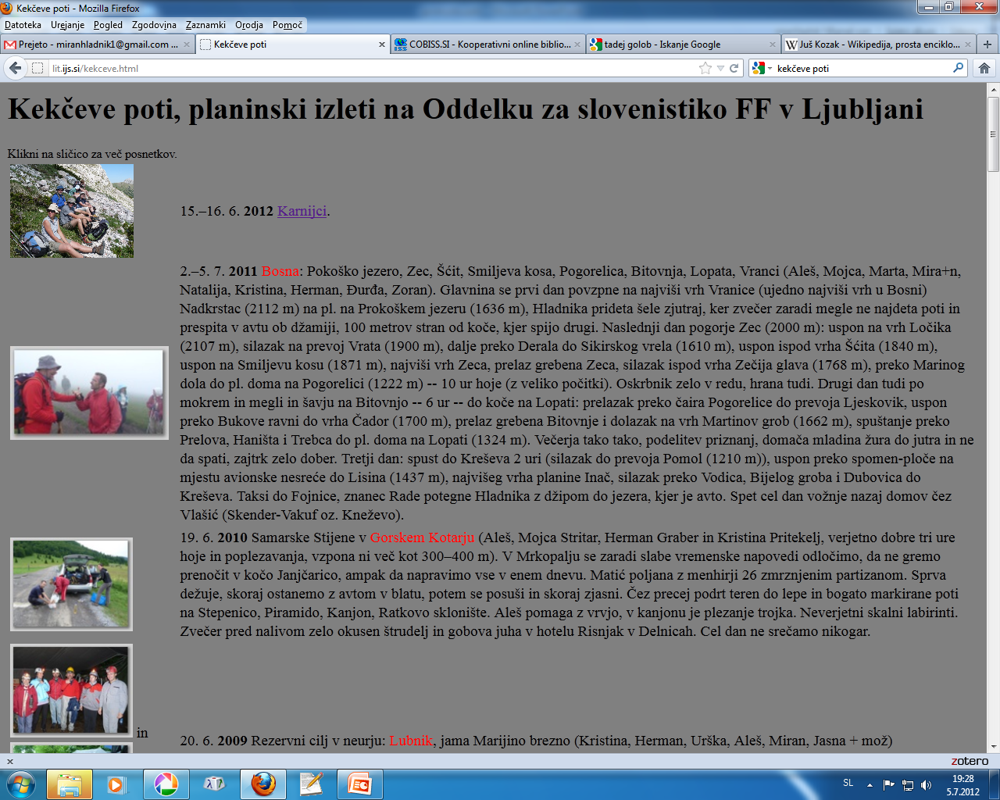 Kekčeve poti - Mozilla Firefox
Datoteka Urejanje Pogled Zgodovina Zaznamki Orodja Pomoč
Prejeto - miranhladnik1@gmail.com ... Kekčeve poti COBISS.SI - Kooperativni online biblio... tadej golob - Iskanje Google Juš Kozak - Wikipedija, prosta enciklo...
lit.ijs.si/kekceve.html kekčeve poti
Kekčeve poti, planinski izleti na Oddelku za slovenistiko FF v Ljubljani
Klikni na sličico za več posnetkov.
15.–16. 6. 2012 Karnijci.
2.–5. 7. 2011 Bosna: Pokoško jezero, Zec, Šćit, Smiljeva kosa, Pogorelica, Bitovnja, Lopata, Vranci (Aleš, Mojca, Marta, Mira+n,
Natalija, Kristina, Herman, Đurđa, Zoran). Glavnina se prvi dan povzpne na najviši vrh Vranice (ujedno najviši vrh u Bosni)
Nadkrstac (2112 m) na pl. na Prokoškem jezeru (1636 m), Hladnika prideta šele zjutraj, ker zvečer zaradi megle ne najdeta poti in
prespita v avtu ob džamiji, 100 metrov stran od koče, kjer spijo drugi. Naslednji dan pogorje Zec (2000 m): uspon na vrh Ločika
(2107 m), silazak na prevoj Vrata (1900 m), dalje preko Derala do Sikirskog vrela (1610 m), uspon ispod vrha Šćita (1840 m),
uspon na Smiljevu kosu (1871 m), najviši vrh Zeca, prelaz grebena Zeca, silazak ispod vrha Zečija glava (1768 m), preko Marinog
dola do pl. doma na Pogorelici (1222 m) -- 10 ur hoje (z veliko počitki). Oskrbnik zelo v redu, hrana tudi. Drugi dan tudi po
mokrem in megli in šavju na Bitovnjo -- 6 ur -- do koče na Lopati: prelazak preko čaira Pogorelice do prevoja Ljeskovik, uspon
preko Bukove ravni do vrha Čador (1700 m), prelaz grebena Bitovnje i dolazak na vrh Martinov grob (1662 m), spuštanje preko
Prelova, Haništa i Trebca do pl. doma na Lopati (1324 m). Večerja tako tako, podelitev priznanj, domača mladina žura do jutra in ne
da spati, zajtrk zelo dober. Tretji dan: spust do Kreševa 2 uri (silazak do prevoja Pomol (1210 m)), uspon preko spomen-ploče na
mjestu avionske nesreće do Lisina (1437 m), najvišeg vrha planine Inač, silazak preko Vodica, Bijelog groba i Dubovica do
Kreševa. Taksi do Fojnice, znanec Rade potegne Hladnika z džipom do jezera, kjer je avto. Spet cel dan vožnje nazaj domov čez
Vlašić (Skender-Vakuf oz. Kneževo).
19. 6. 2010 Samarske Stijene v Gorskem Kotarju (Aleš, Mojca Stritar, Herman Graber in Kristina Pritekelj, verjetno dobre tri ure
hoje in poplezavanja, vzpona ni več kot 300–400 m). V Mrkopalju se zaradi slabe vremenske napovedi odločimo, da ne gremo
prenočit v kočo Janjčarico, ampak da napravimo vse v enem dnevu. Matić poljana z menhirji 26 zmrznjenim partizanom. Sprva
dežuje, skoraj ostanemo z avtom v blatu, potem se posuši in skoraj zjasni. Čez precej podrt teren do lepe in bogato markirane poti
na Stepenico, Piramido, Kanjon, Ratkovo sklonište. Aleš pomaga z vrvjo, v kanjonu je plezanje trojka. Neverjetni skalni labirinti.
Zvečer pred nalivom zelo okusen štrudelj in gobova juha v hotelu Risnjak v Delnicah. Cel dan ne srečamo nikogar.
in
20. 6. 2009 Rezervni cilj v neurju: Lubnik, jama Marijino brezno (Kristina, Herman, Urška, Aleš, Miran, Jasna + mož)
zotero
SL 19:28
5.7.2012